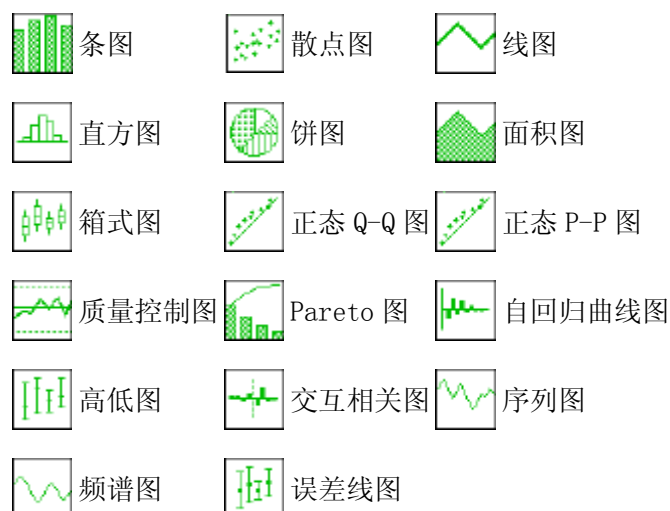 条图 散点图 线图
直方图 饼图 面积图
箱式图 正态 Q-Q 图 正态 P-P 图
质量控制图 Pareto 图 自回归曲线图
高低图 交互相关图 序列图
频谱图 误差线图